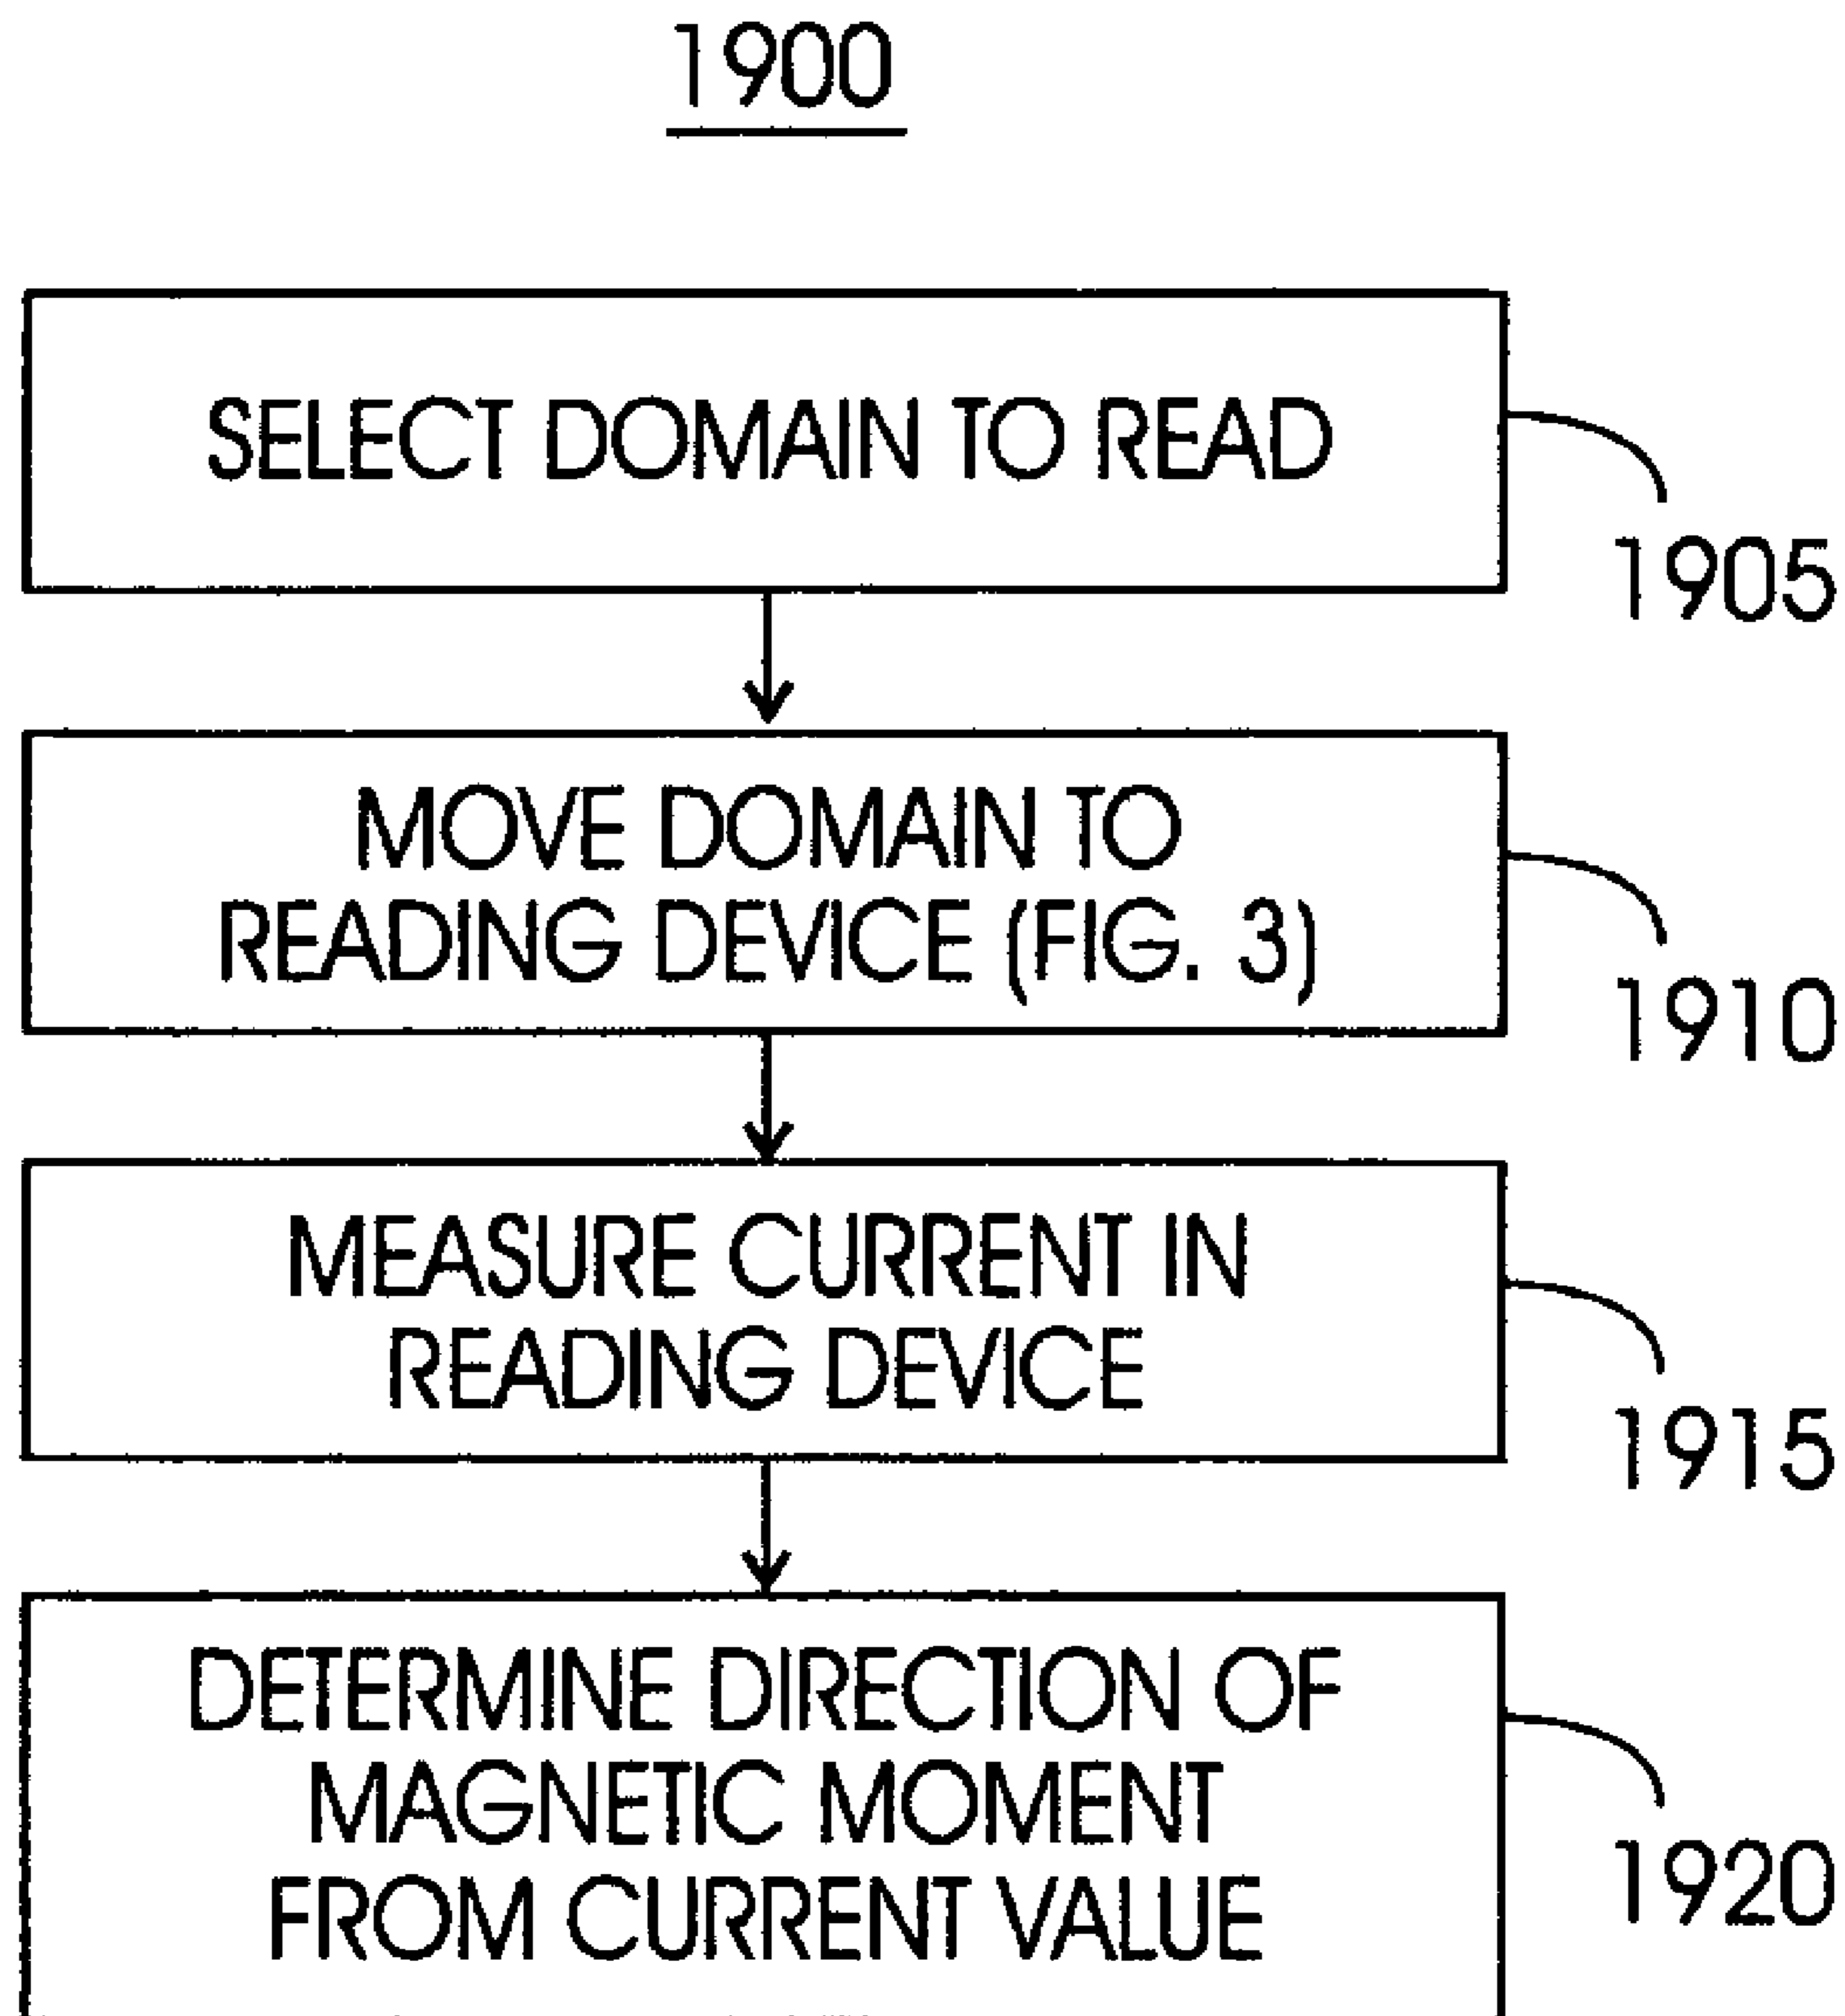 1900
SELECT DOMAIN TO READ
1905
MOVE DOMAIN TO
READING DEVICE (FIG. 3)
1910
MEASURE CURRENT IN
READING DEVICE
1915
DETERMINE DIRECTION OF
MAGNETIC MOMENT
FROM CURRENT VALUE
1920